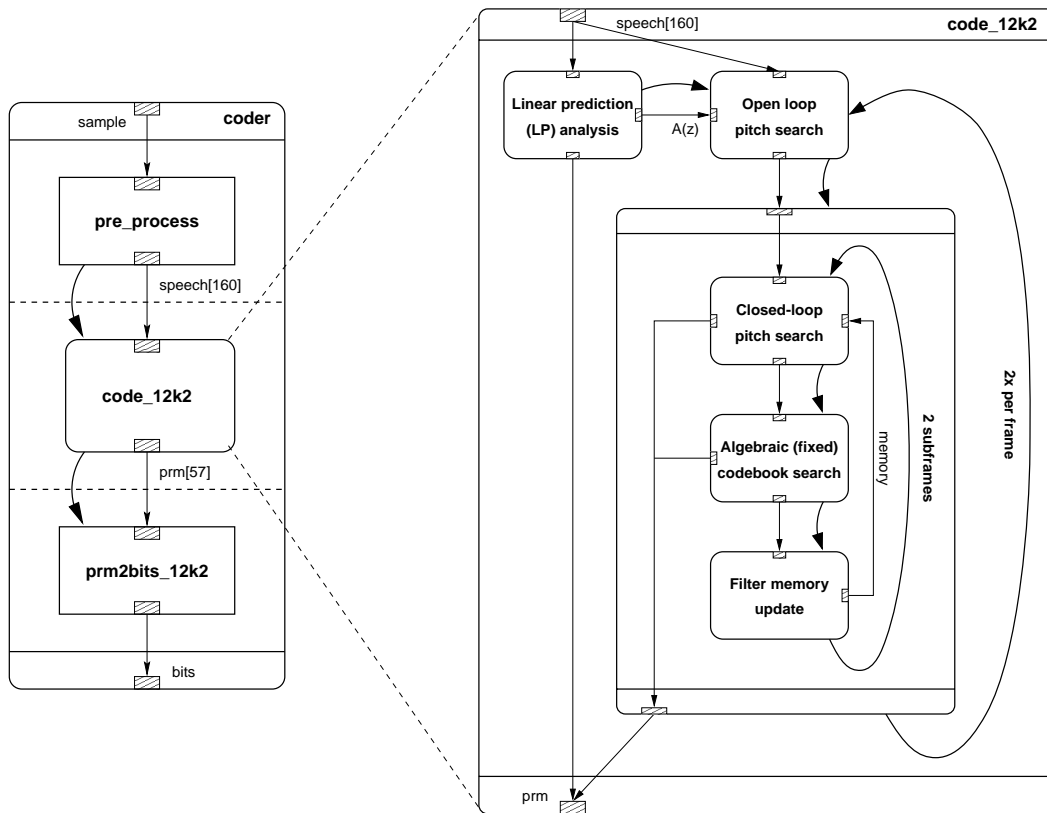 coder
sample
pre_process
speech[160]
code_12k2
prm[57]
prm2bits_12k2
bits
speech[160]
code_12k2
Linear prediction
(LP) analysis
A(z)
Open loop
pitch search
Closed-loop
pitch search
Algebraic (fixed)
codebook search
Filter memory
update
memory
2 subframes
2x per frame
prm